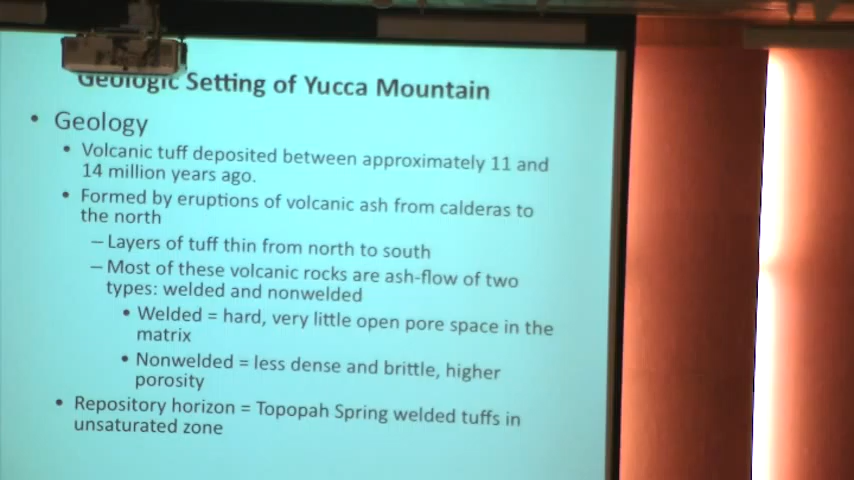 Geologic Setting of Yucca Mountain
• Geology
• Volcanic tuff deposited between approximately 11 and
14 million years ago.
• Formed by eruptions of volcanic ash from calderas to
the north
– Layers of tuff thin from north to south
– Most of these volcanic rocks are ash-flow of two
types: welded and nonwelded
• Welded = hard, very little open pore space in the
matrix
• Nonwelded = less dense and brittle, higher
porosity
• Repository horizon = Topopah Spring welded tuffs in
unsaturated zone